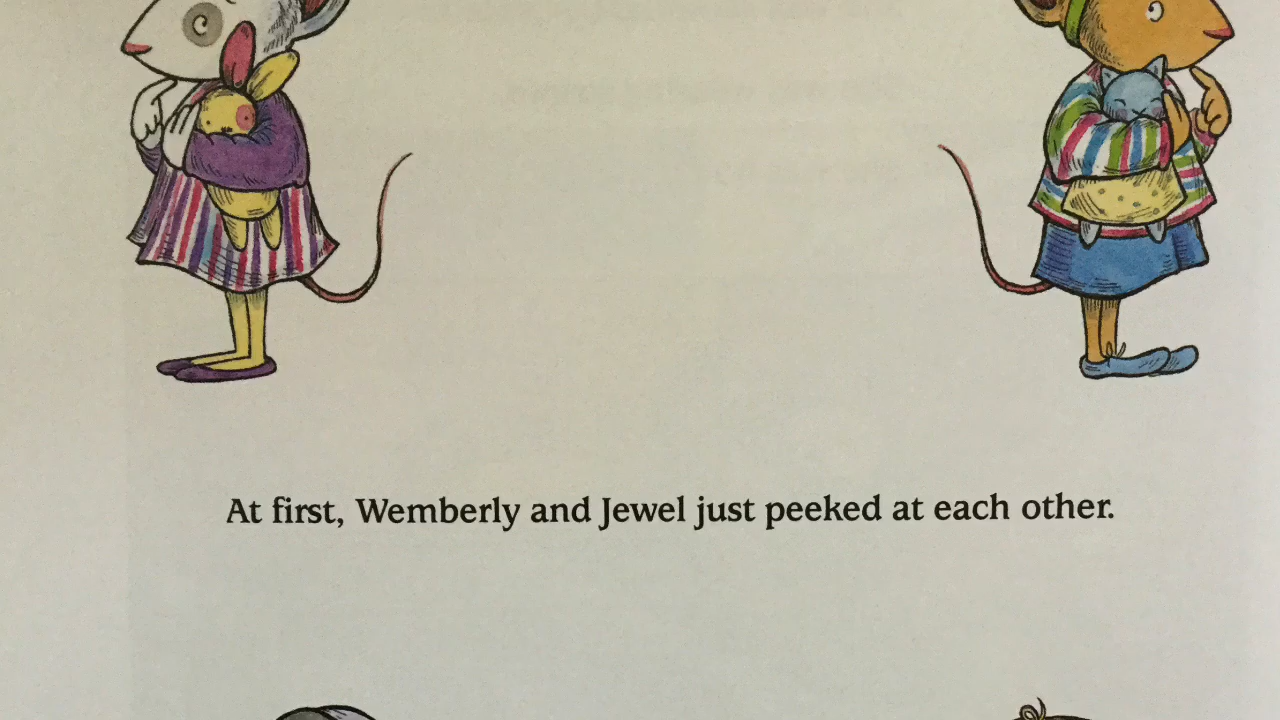 At first, Wemberly and Jewel just peeked at each other.